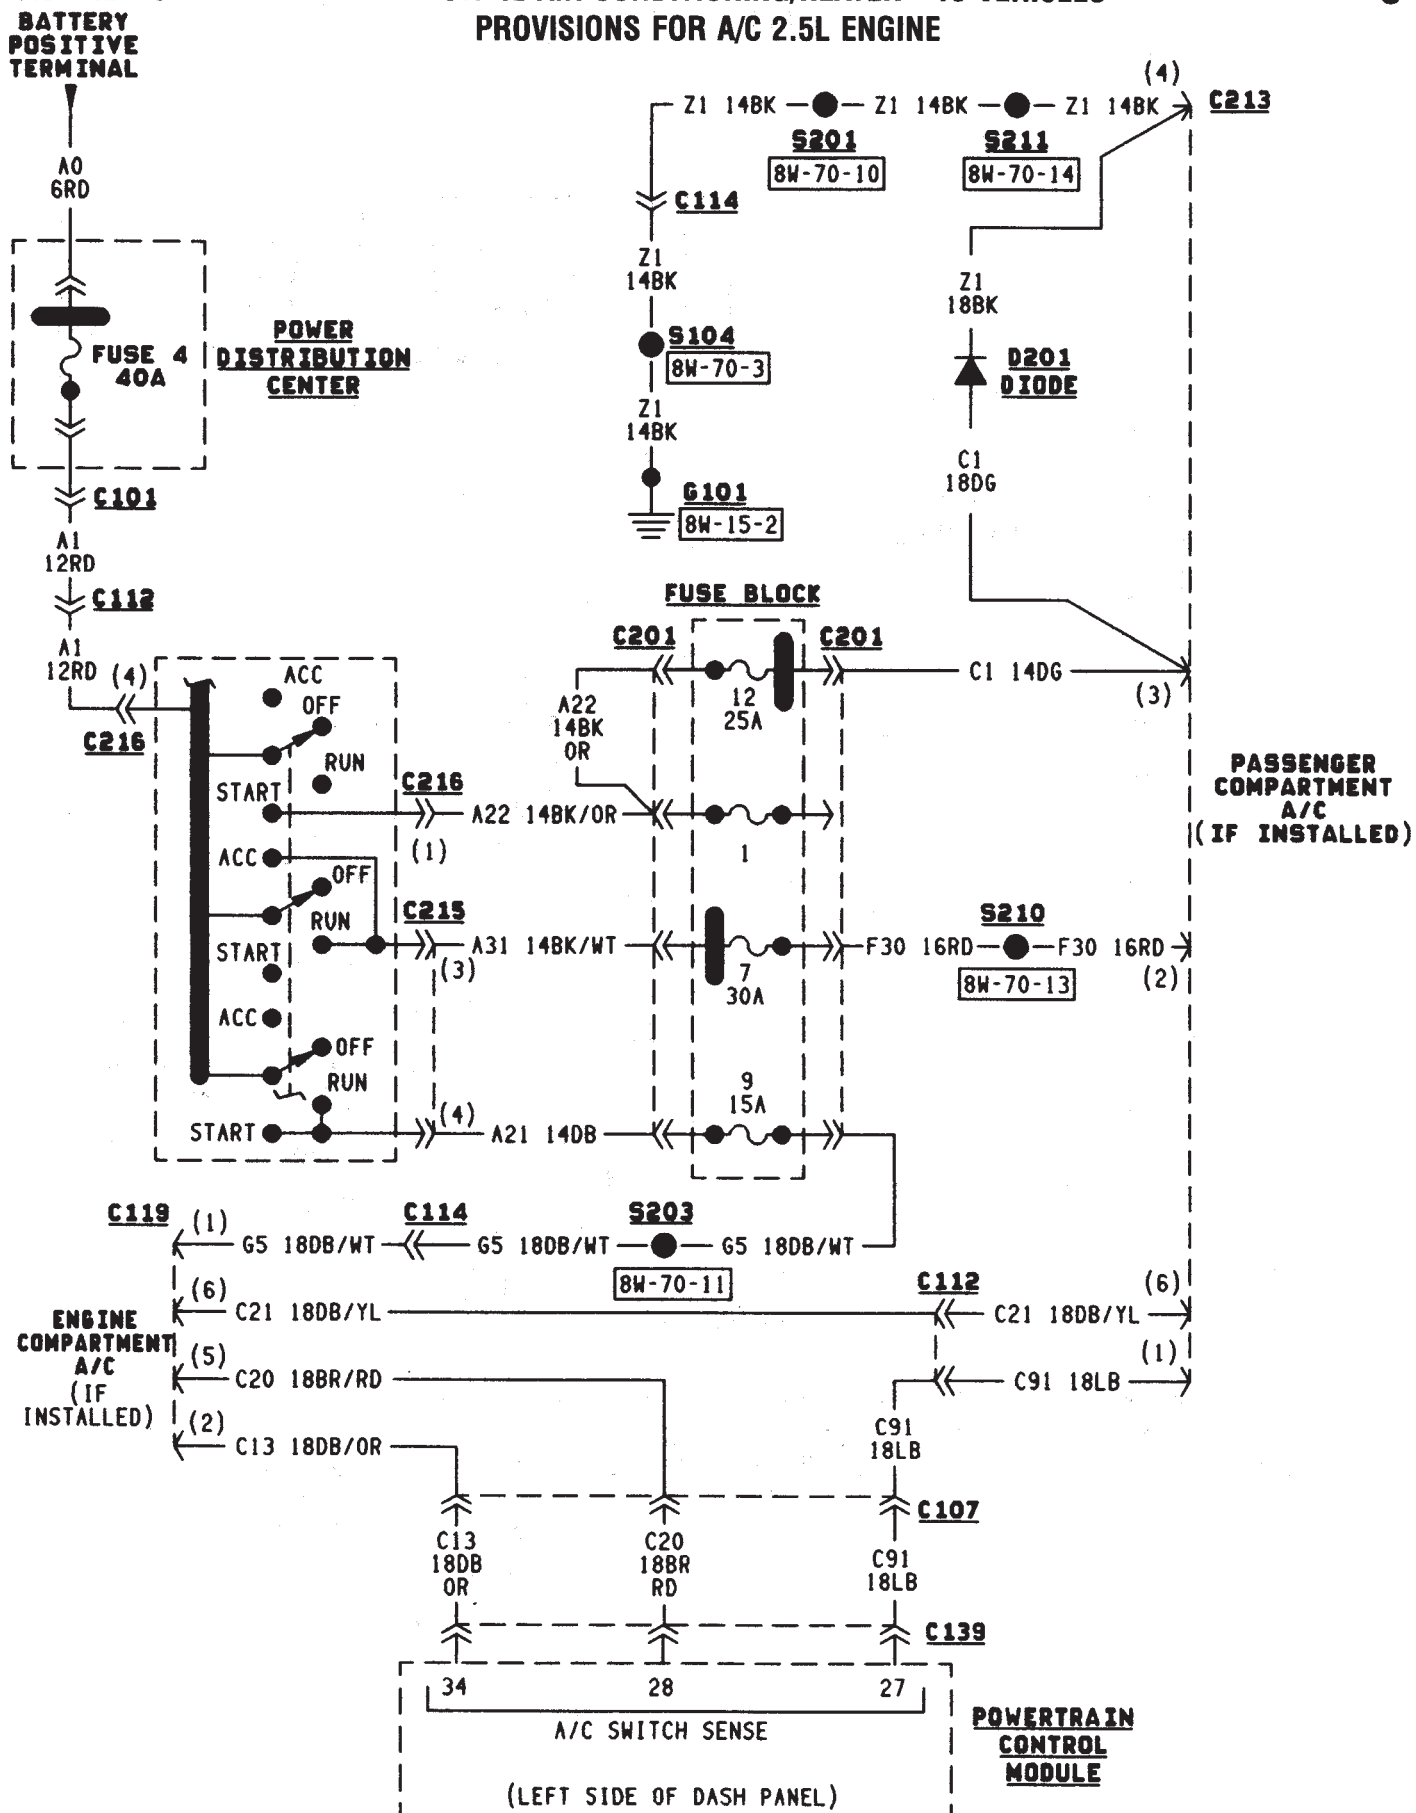 PROVISIONS FOR A/C 2.5L ENGINE
BATTERY
POSITIVE
TERMINAL
A0
6RD
FUSE 4
40A
POWER
DISTRIBUTION
CENTER
C101
A1
12RD
C112
A1
12RD
(4)
C216
Z1 14BK
Z1 14BK
Z1 14BK
(4)
C213
S201
8W-70-10
S211
8W-70-14
C114
Z1
14BK
S104
8W-70-3
Z1
14BK
G101
8W-15-2
Z1
18BK
D201
DIODE
C1
18DG
FUSE BLOCK
C201
C201
A22
14BK
OR
12
25A
C1 14DG
(3)
ACC
OFF
RUN
START
C216
A22 14BK/OR
(1)
1
ACC
OFF
RUN
START
C215
A31 14BK/WT
(3)
7
30A
S210
F30 16RD
F30 16RD
(2)
8W-70-13
PASSENGER
COMPARTMENT
A/C
(IF INSTALLED)
ACC
OFF
RUN
START
(4)
A21 14DB
9
15A
C119
(1)
G5 18DB/WT
C114
G5 18DB/WT
S203
G5 18DB/WT
8W-70-11
(6)
C21 18DB/YL
C112
C21 18DB/YL
(6)
ENGINE
COMPARTMENT
A/C
(IF
INSTALLED)
(5)
C20 18BR/RD
C91 18LB
(1)
(2)
C13 18DB/OR
C91
18LB
C107
C13
18DB
OR
C20
18BR
RD
C91
18LB
C139
34
28
27
A/C SWITCH SENSE
(LEFT SIDE OF DASH PANEL)
POWERTRAIN
CONTROL
MODULE